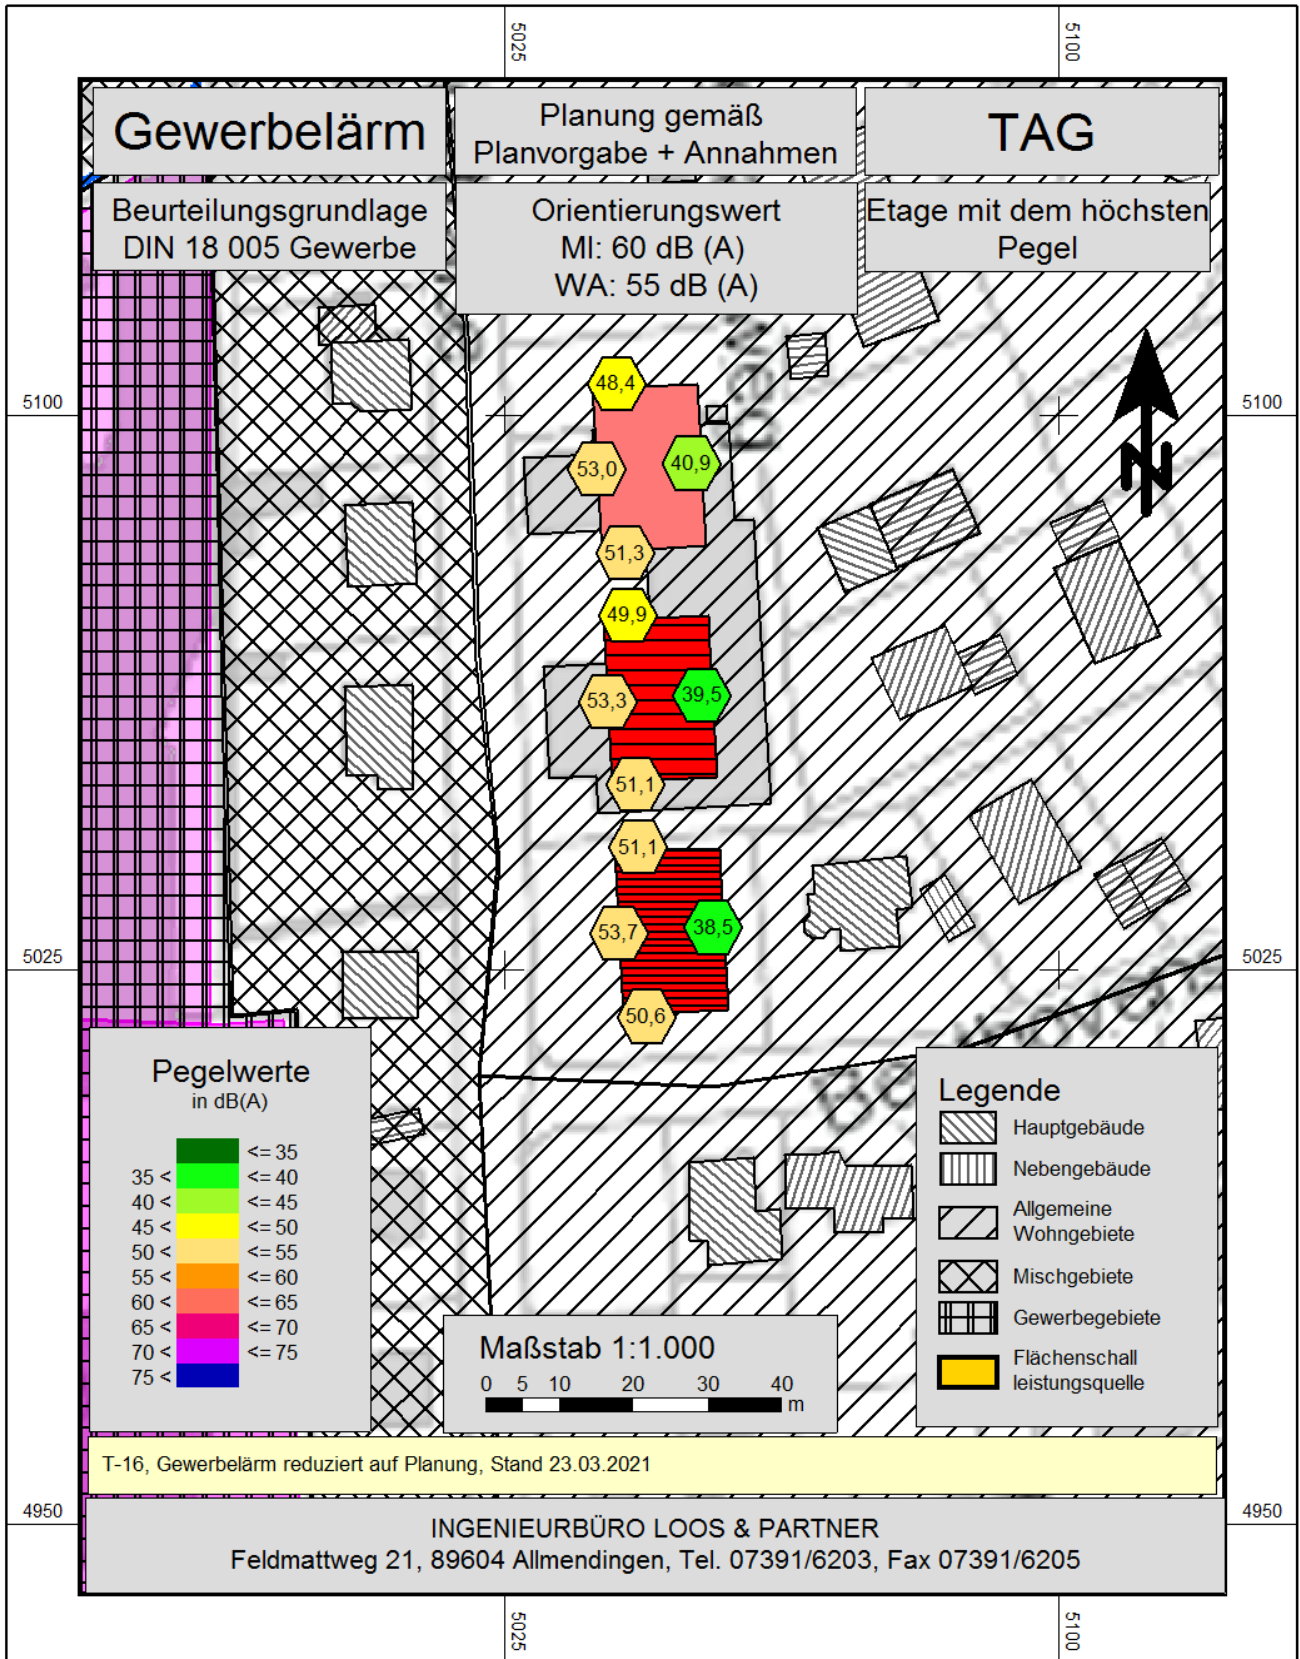 5025
5100
Gewerbelärm
Planung gemäß
Planvorgabe + Annahmen
TAG
Beurteilungsgrundlage
DIN 18 005 Gewerbe
Orientierungswert
MI: 60 dB (A)
WA: 55 dB (A)
Etage mit dem höchsten
Pegel
5100
5100
48,4
53,0
40,9
N
51,3
49,9
53,3
39,5
51,1
51,1
53,7
38,5
50,6
5025
5025
Pegelwerte
in dB(A)
<= 35
35 < <= 40
40 < <= 45
45 < <= 50
50 < <= 55
55 < <= 60
60 < <= 65
65 < <= 70
70 < <= 75
75 <
Legende
Hauptgebäude
Nebengebäude
Allgemeine
Wohngebiete
Mischgebiete
Gewerbegebiete
Flächenschall
leistungsquelle
Maßstab 1:1.000
0 5 10 20 30 40
m
T-16, Gewerbelärm reduziert auf Planung, Stand 23.03.2021
4950
4950
INGENIEURBÜRO LOOS & PARTNER
Feldmattweg 21, 89604 Allmendingen, Tel. 07391/6203, Fax 07391/6205
5025
5100